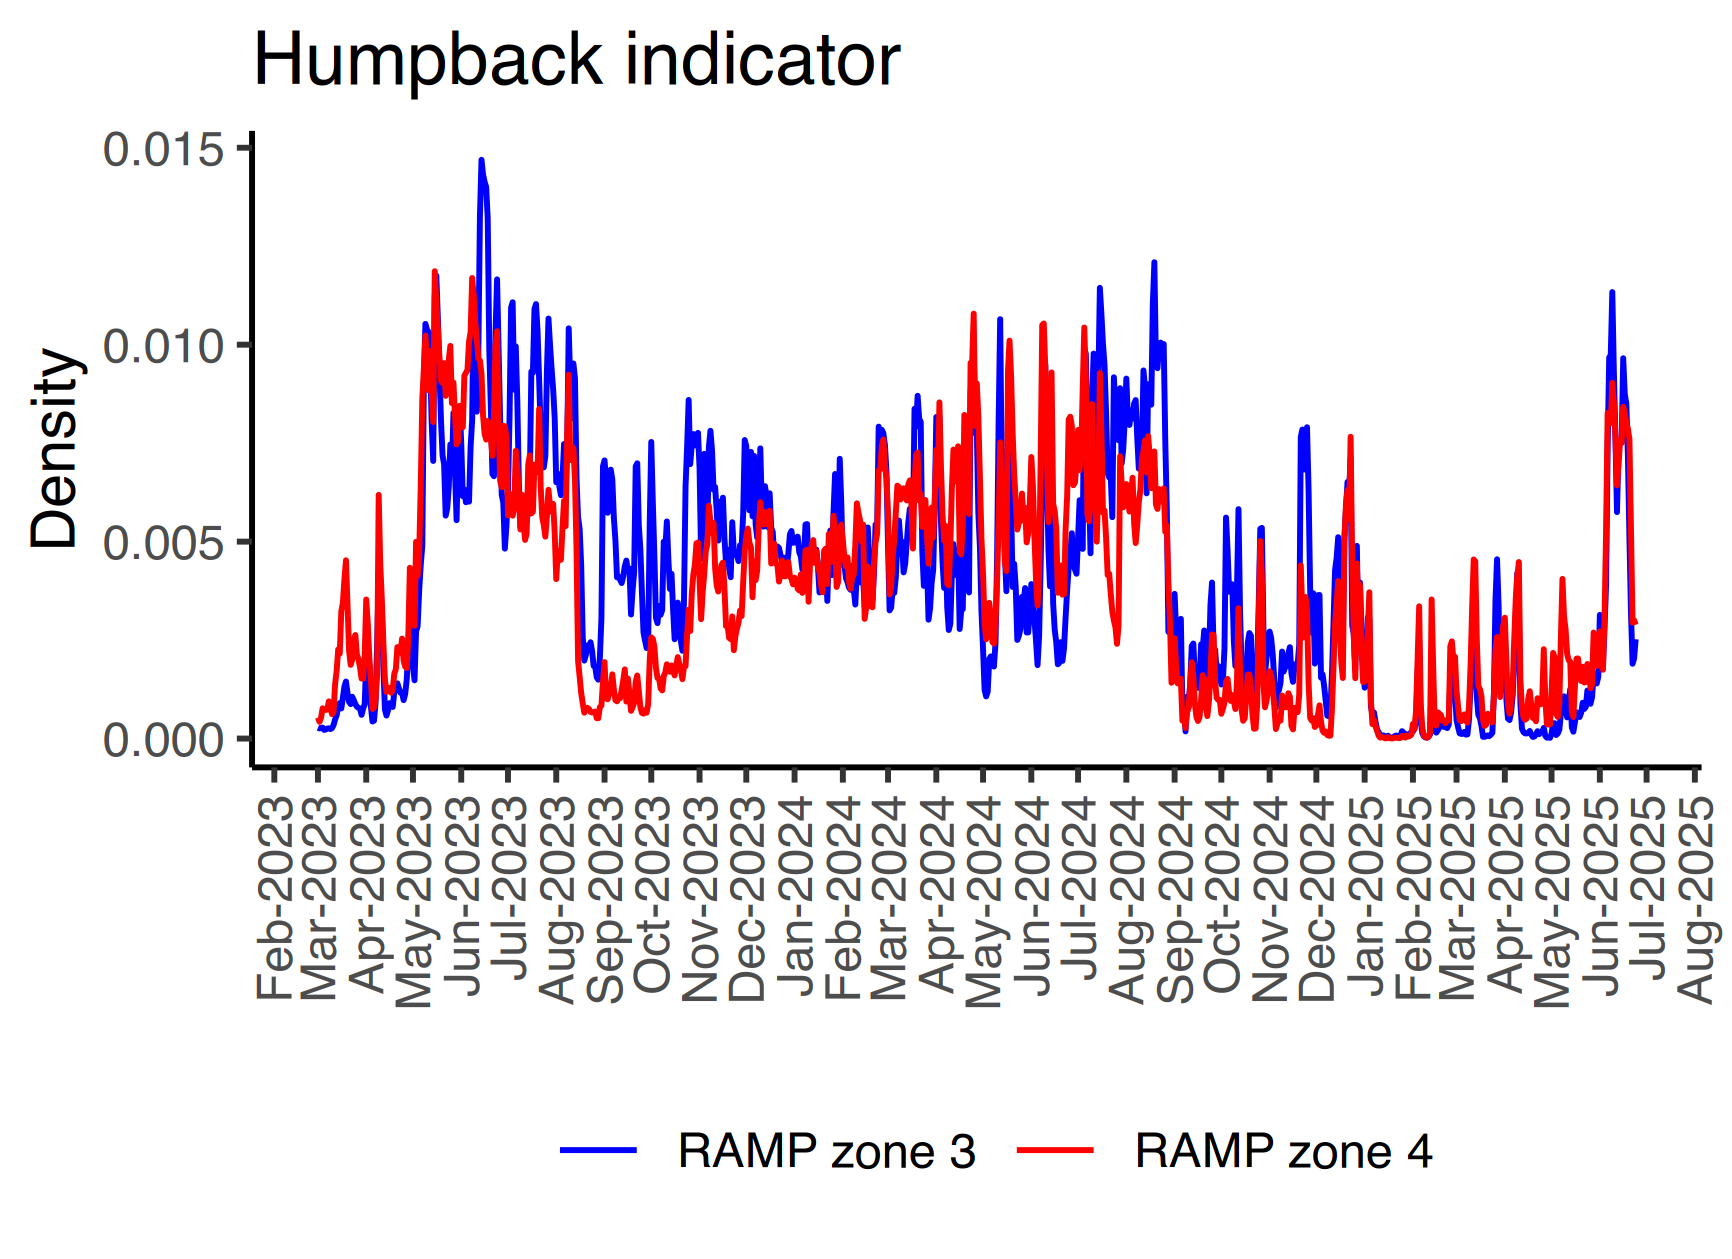 Humpback indicator
Density
0.015
0.010
0.005
0.000
Feb-2023
Mar-2023
Apr-2023
May-2023
Jun-2023
Jul-2023
Aug-2023
Sep-2023
Oct-2023
Nov-2023
Dec-2023
Jan-2024
Feb-2024
Mar-2024
Apr-2024
May-2024
Jun-2024
Jul-2024
Aug-2024
Sep-2024
Oct-2024
Nov-2024
Dec-2024
Jan-2025
Feb-2025
Mar-2025
Apr-2025
May-2025
Jun-2025
Jul-2025
Aug-2025
RAMP zone 3 RAMP zone 4